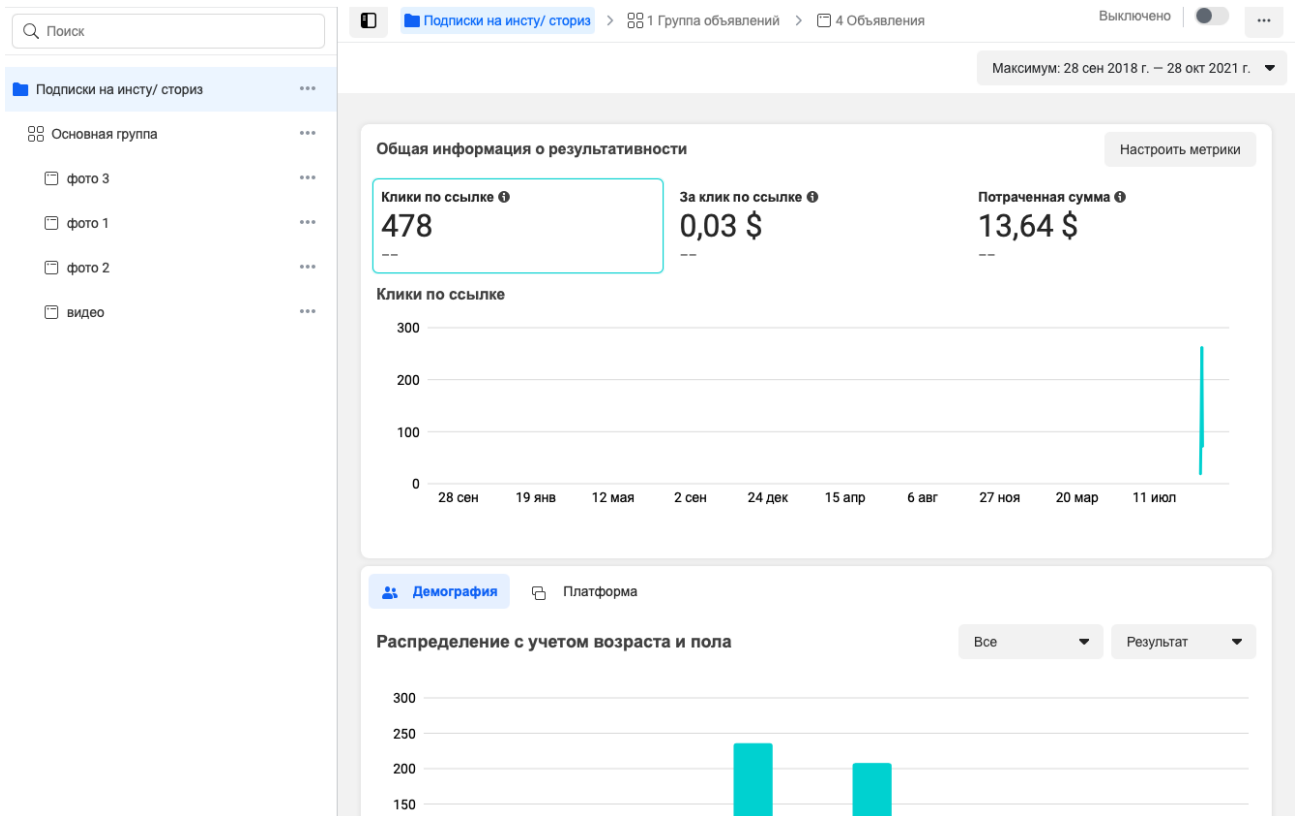 Поиск
Подписки на инсту/ сториз
Основная группа
фото 3
фото 1
фото 2
видео
Подписки на инсту/ сториз > 1 Группа объявлений > 4 Объявления
Выключено
Максимум: 28 сен 2018 г. — 28 окт 2021 г.
Общая информация о результативности
Настроить метрики
Клики по ссылке
478
--
За клик по ссылке
0,03 $
--
Потраченная сумма
13,64 $
--
Клики по ссылке
300
200
100
0
28 сен 19 янв 12 мая 2 сен 24 дек 15 апр 6 авг 27 ноя 20 мар 11 июл
Демография Платформа
Распределение с учетом возраста и пола
Все Результат
300
250
200
150